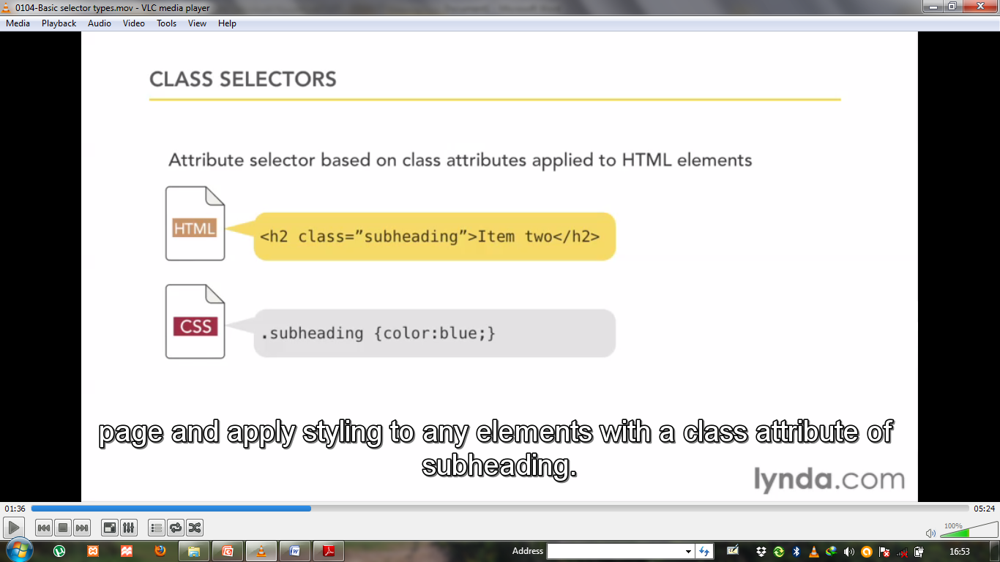 0104-Basic selector types.mov - VLC media player
Media Playback Audio Video Tools View Help
CLASS SELECTORS
Attribute selector based on class attributes applied to HTML elements
HTML
<h2 class=”subheading”>Item two</h2>
CSS
.subheading {color:blue;}
page and apply styling to any elements with a class attribute of
subheading.
lynda.com
01:36 05:24
100%
Address 16:53